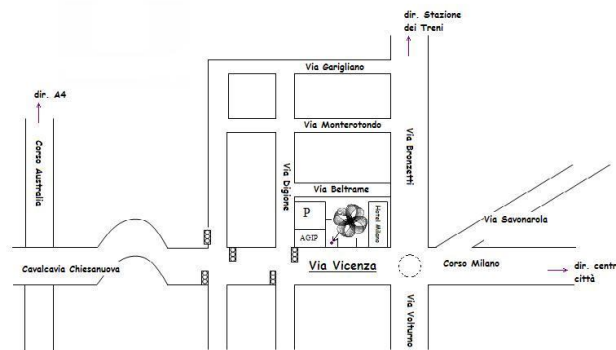 dir. Stazione
dei Treni
Via Garigliano
dir. A4
Corso Australia
Via Monterotondo
Via Bronzetti
Via Digione
Via Beltrame
P
AGIP
Hotel Milano
Via Savonarola
Cavalcavia Chiesanuova
Via Vicenza
Corso Milano
dir. centr
città
Via Volturno